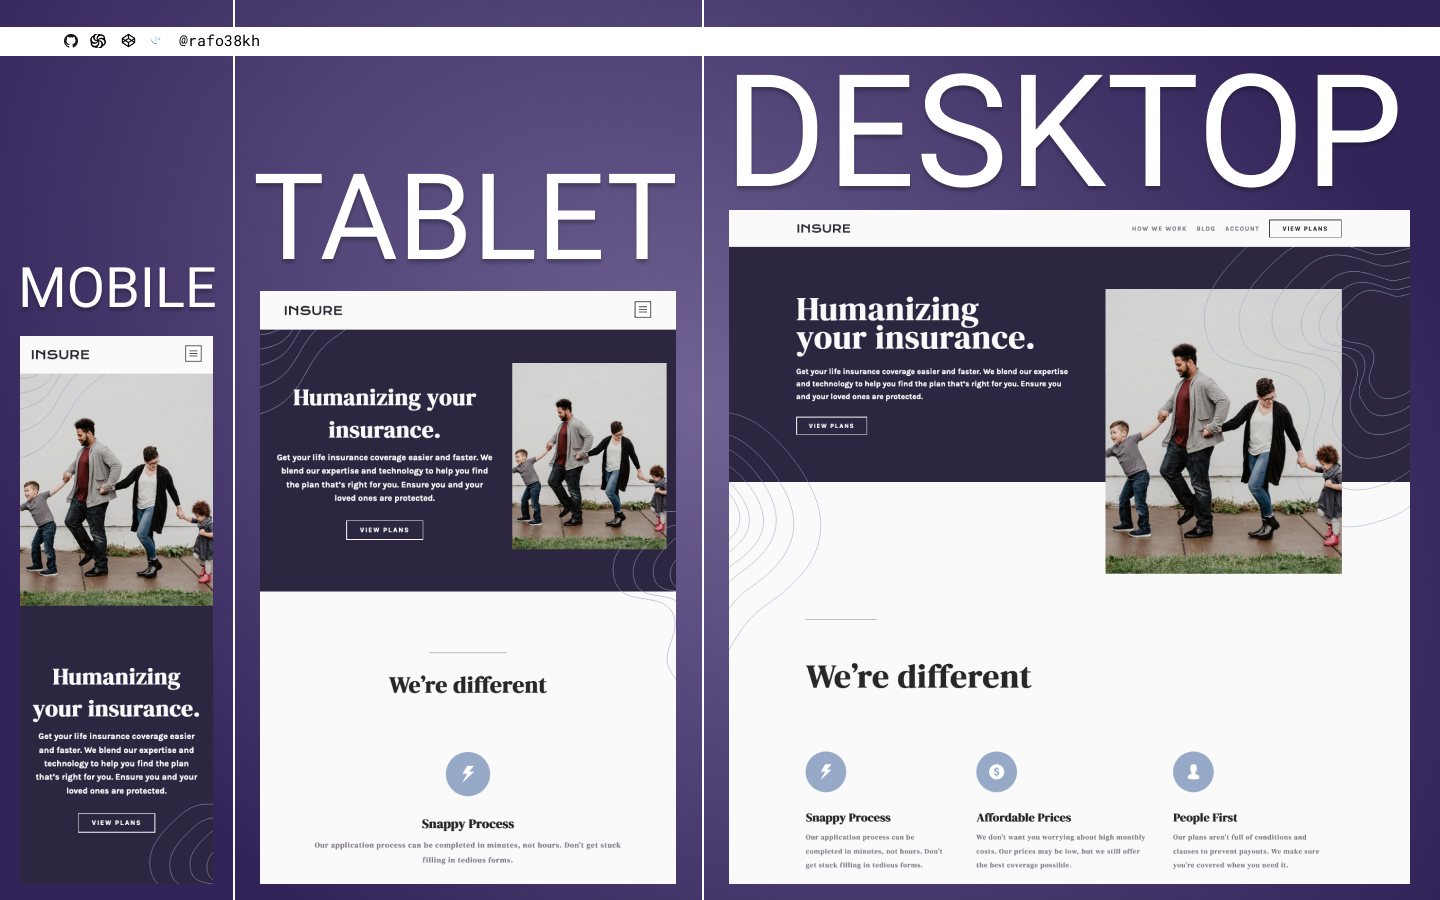 @rafo38kh
MOBILE
INSURE
Humanizing
your insurance.
Get your life insurance coverage easier
and faster. We blend our expertise and
technology to help you find the plan
that's right for you. Ensure you and your
loved ones are protected.
VIEW PLANS
TABLET
INSURE
Humanizing your
insurance.
Get your life insurance coverage easier and faster. We
blend our expertise and technology to help you find
the plan that's right for you. Ensure you and your
loved ones are protected.
VIEW PLANS
We're different
Snappy Process
Our application process can be completed in minutes, not hours. Don't get stuck
filling in tedious forms.
DESKTOP
INSURE
HOW WE WORK BLOG ACCOUNT VIEW PLANS
Humanizing
your insurance.
Get your life insurance coverage easier and faster. We blend our expertise
and technology to help you find the plan that's right for you. Ensure you
and your loved ones are protected.
VIEW PLANS
We're different
$
Snappy Process
Our application process can be
completed in minutes, not hours. Don't
get stuck filling in tedious forms.
Affordable Prices
We don't want you worrying about high monthly
costs. Our prices may be low, but we still offer
the best coverage possible.
People First
Our plans aren't full of conditions and
clauses to prevent payouts. We make sure
you're covered when you need it.